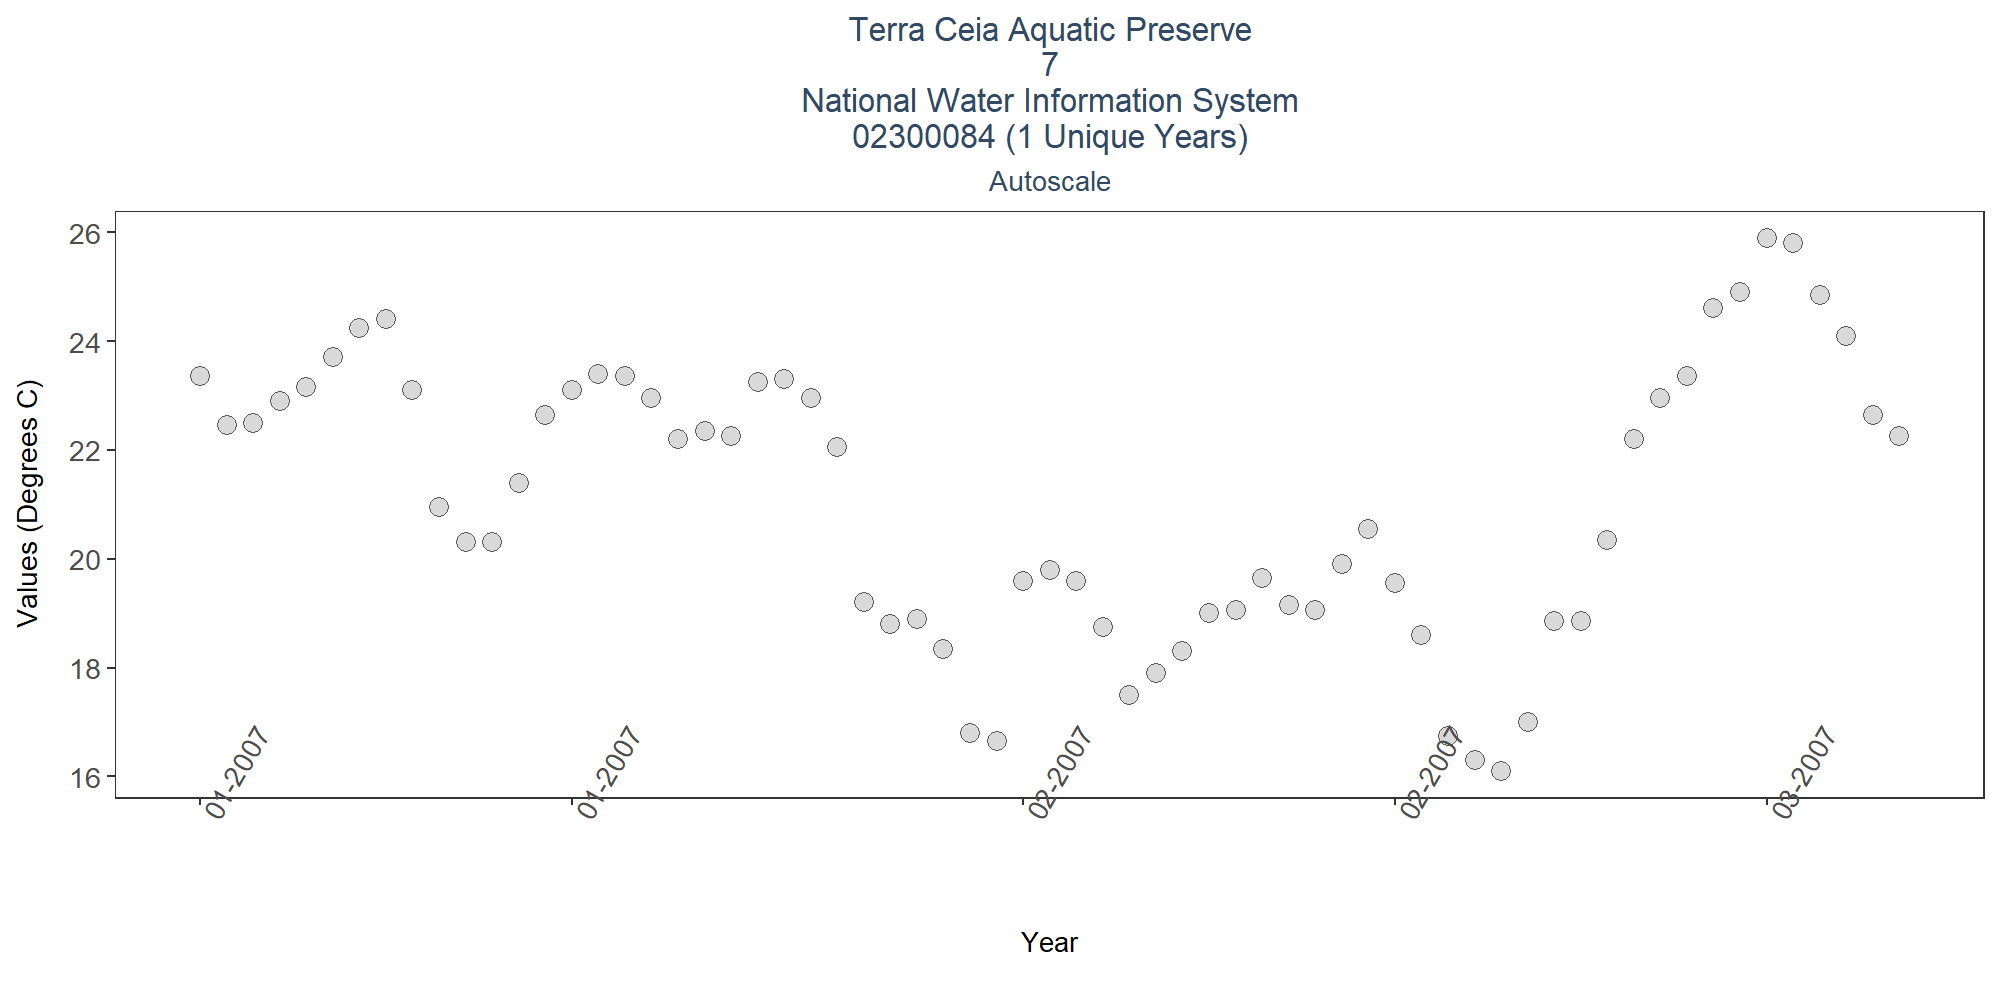 Terra Ceia Aquatic Preserve
7
National Water Information System
02300084 (1 Unique Years)
Autoscale
Values (Degrees C)
26
24
22
20
18
16
01-2007
01-2007
02-2007
02-2007
03-2007
Year